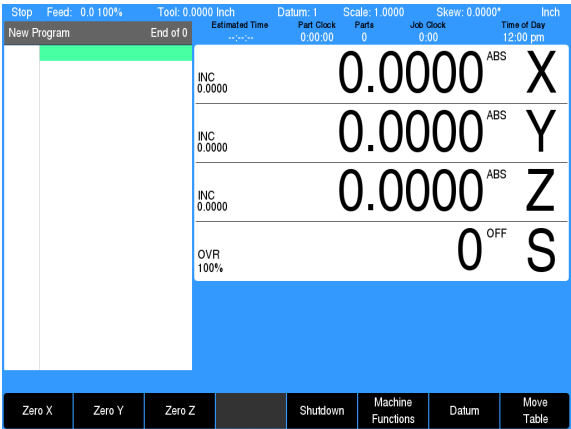 Stop Feed: 0.0 100% Tool: 0.0000 Inch Datum: 1 Scale: 1.0000 Skew: 0.0000° Inch
Estimated Time Part Clock Parts Job Clock Time of Day
--:--:-- 0:00:00 0 0:00 12:00 pm
New Program End of 0
INC
0.0000
0.0000 ABS X
INC
0.0000
0.0000 ABS Y
INC
0.0000
0.0000 ABS Z
OVR
100%
0 OFF S
Zero X
Zero Y
Zero Z
Shutdown
Machine
Functions
Datum
Move
Table